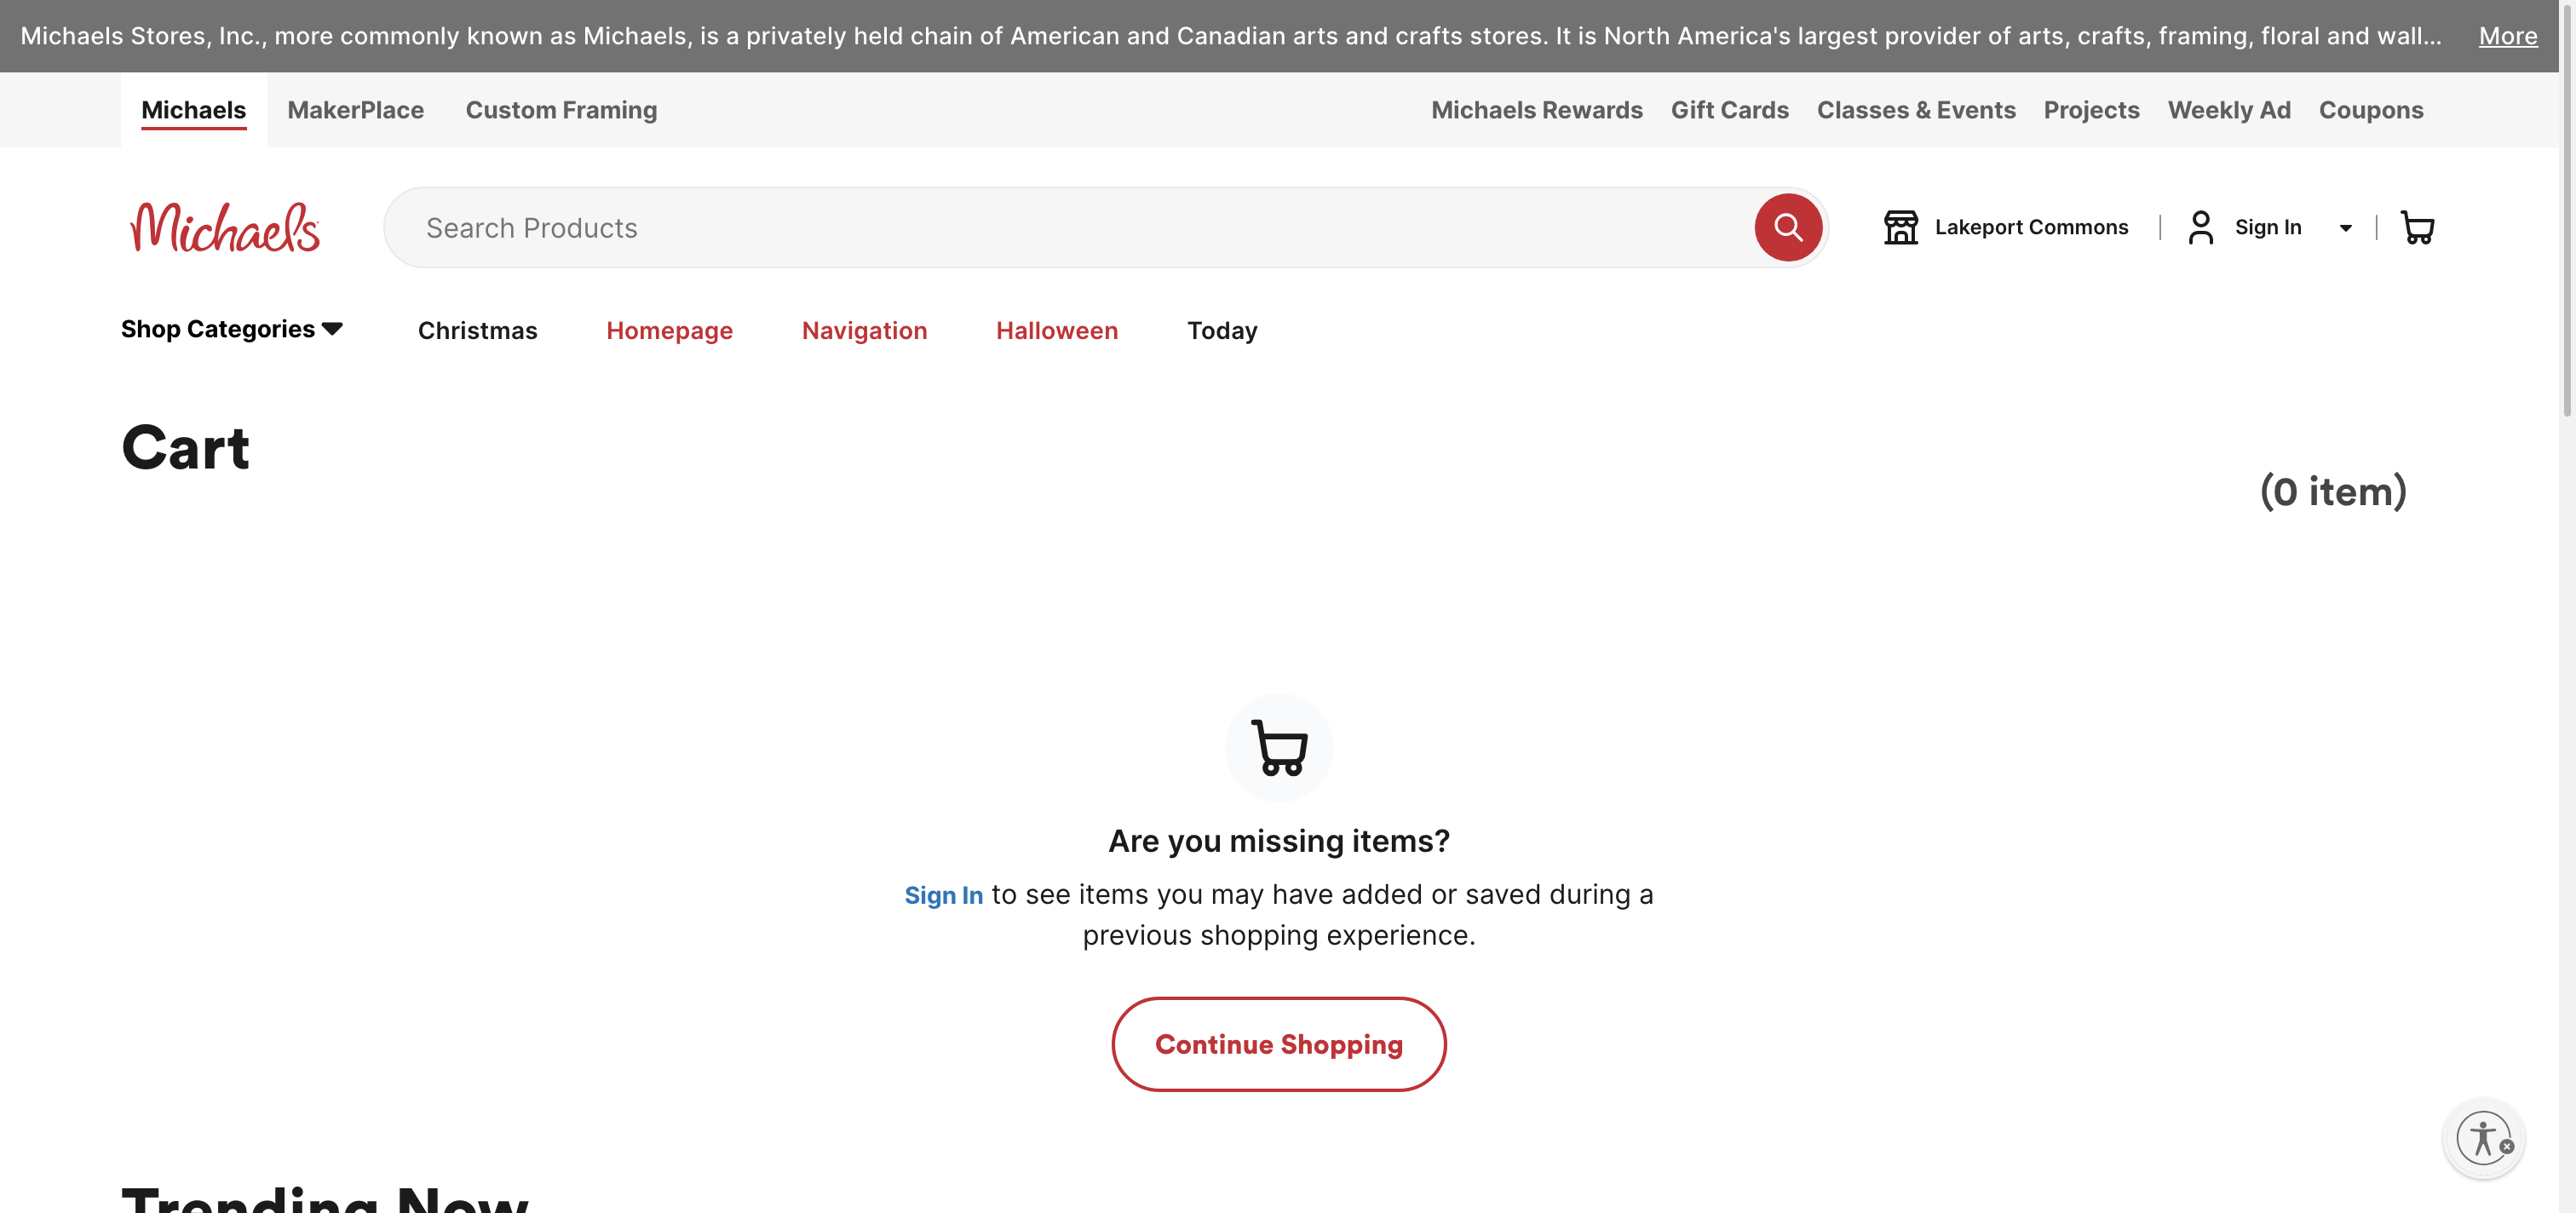 Michaels Stores, Inc., more commonly known as Michaels, is a privately held chain of American and Canadian arts and crafts stores. It is North America's largest provider of arts, crafts, framing, floral and wall... More
Michaels MakerPlace Custom Framing Michaels Rewards Gift Cards Classes & Events Projects Weekly Ad Coupons
Michaels Search Products Lakeport Commons Sign In
Shop Categories Christmas Homepage Navigation Halloween Today
Cart
(0 item)
Are you missing items?
Sign In to see items you may have added or saved during a
previous shopping experience.
Continue Shopping
Trending Now